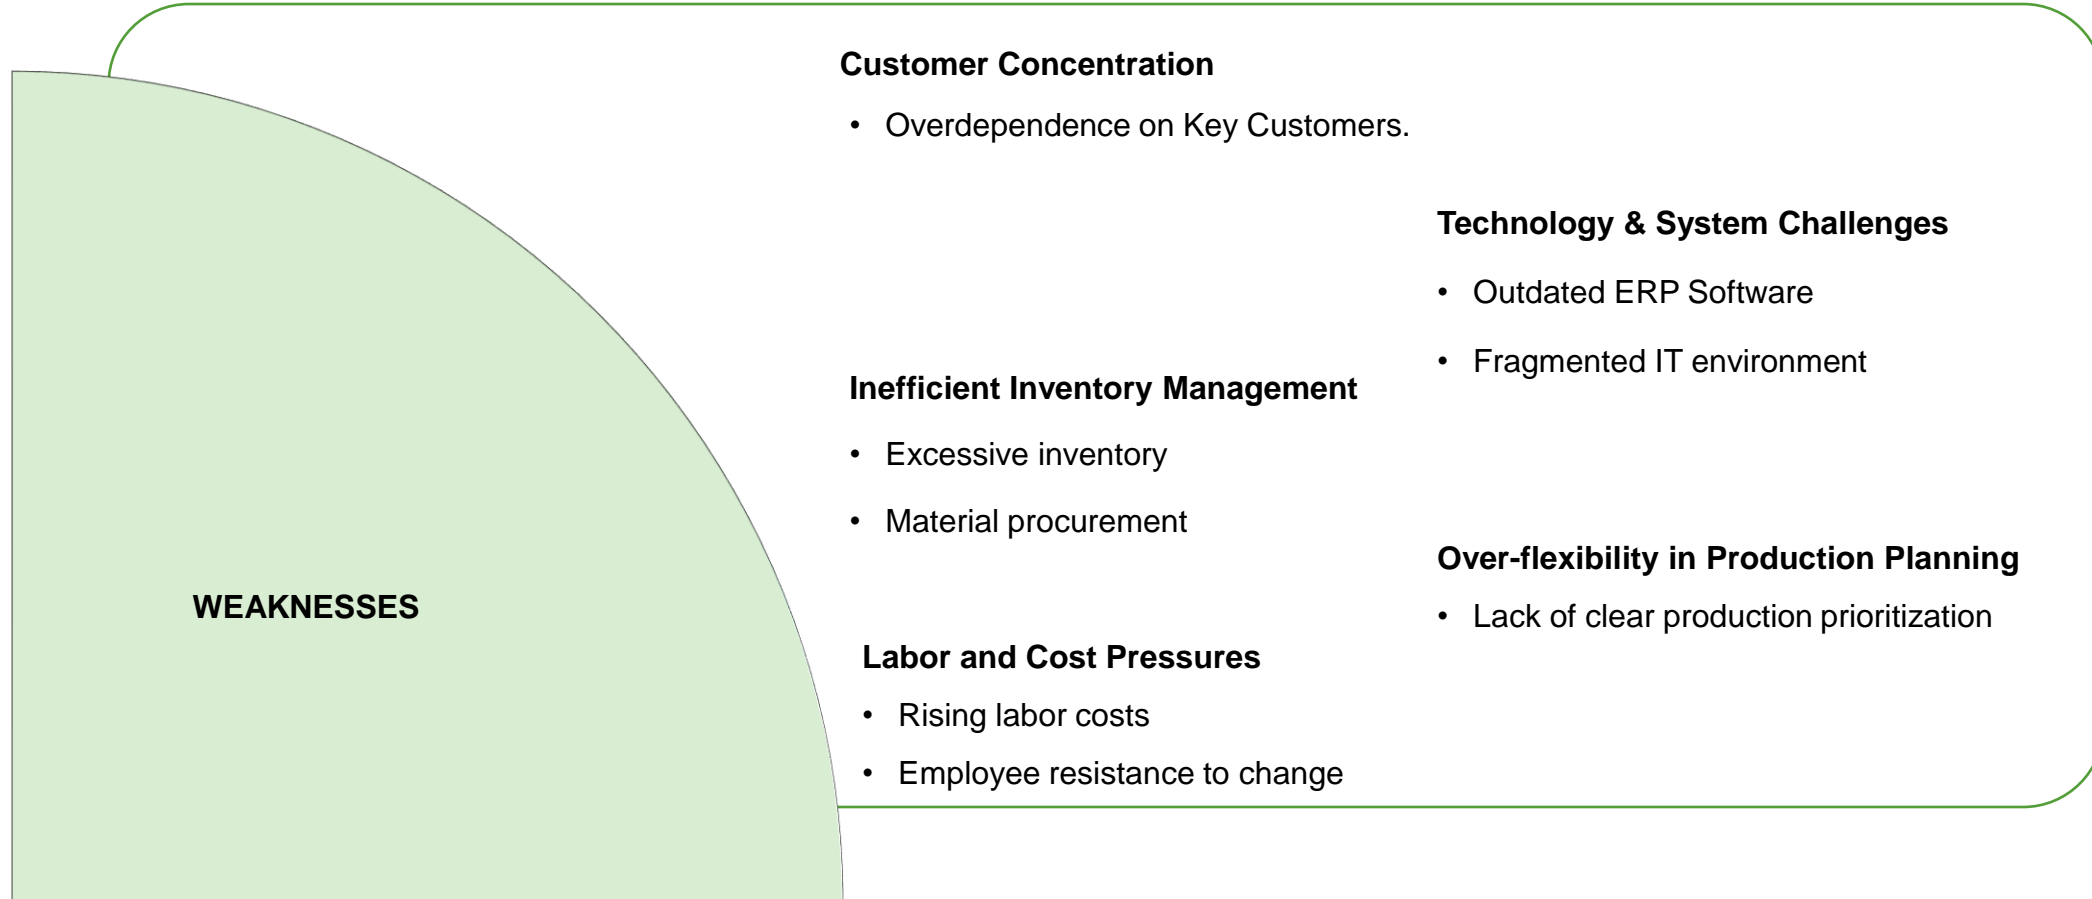 WEAKNESSES
Customer Concentration
• Overdependence on Key Customers.
Inefficient Inventory Management
• Excessive inventory
• Material procurement
Labor and Cost Pressures
• Rising labor costs
• Employee resistance to change
Technology & System Challenges
• Outdated ERP Software
• Fragmented IT environment
Over-flexibility in Production Planning
• Lack of clear production prioritization